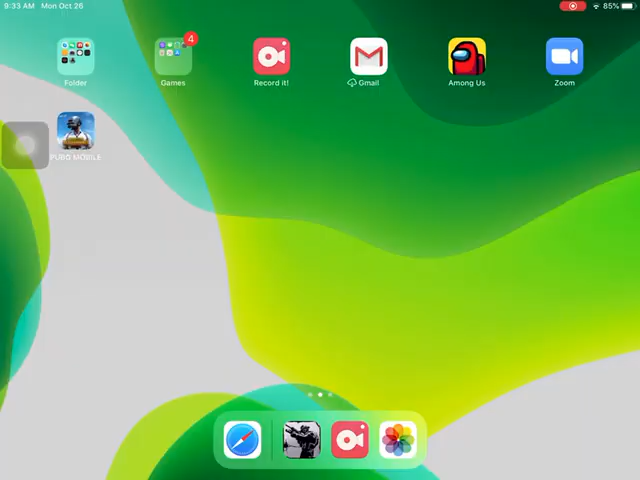 9:33 AM Mon Oct 26
85%
4
Folder
Games
Record it!
Gmail
Among Us
Zoom
PUBG MOBILE